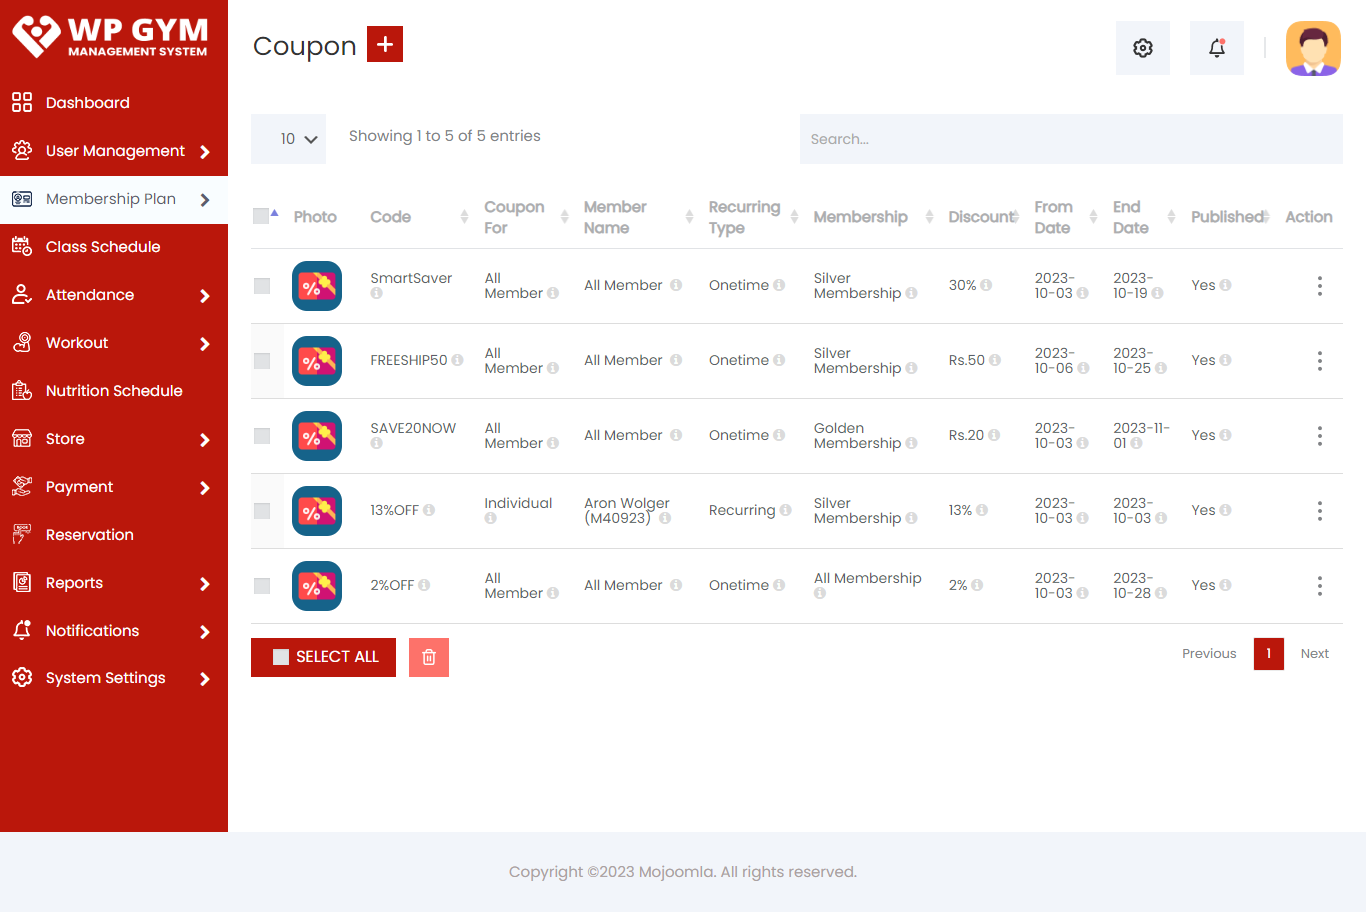 WP GYM
MANAGEMENT SYSTEM
Dashboard
User Management
Membership Plan
Class Schedule
Attendance
Workout
Nutrition Schedule
Store
Payment
Reservation
Reports
Notifications
System Settings
Coupon
10
Showing 1 to 5 of 5 entries
Search...
Photo Code Coupon For Member Name Recurring Type Membership Discount From Date End Date Published Action
SmartSaver All Member All Member Onetime Silver Membership 30% 2023-10-03 2023-10-19 Yes
FREESHIP50 All Member All Member Onetime Silver Membership Rs.50 2023-10-06 2023-10-25 Yes
SAVE20NOW All Member All Member Onetime Golden Membership Rs.20 2023-10-03 2023-11-01 Yes
13%OFF Individual Aron Wolger (M40923) Recurring Silver Membership 13% 2023-10-03 2023-10-03 Yes
2%OFF All Member All Member Onetime All Membership 2% 2023-10-03 2023-10-28 Yes
SELECT ALL
Previous 1 Next
Copyright ©2023 Mojoomla. All rights reserved.